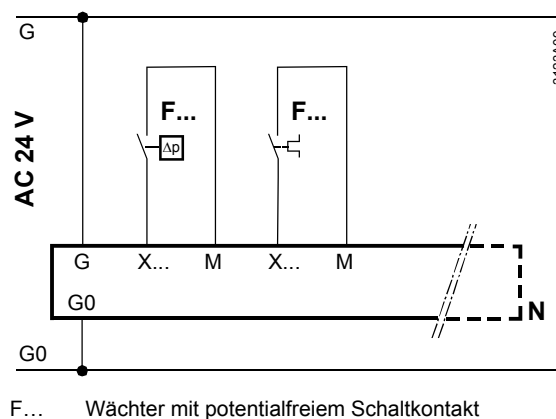 G
AC 24 V
F... F...
Δp
G X... M X... M
G0
N
G0
F... Wächter mit potentialfreiem Schaltkontakt